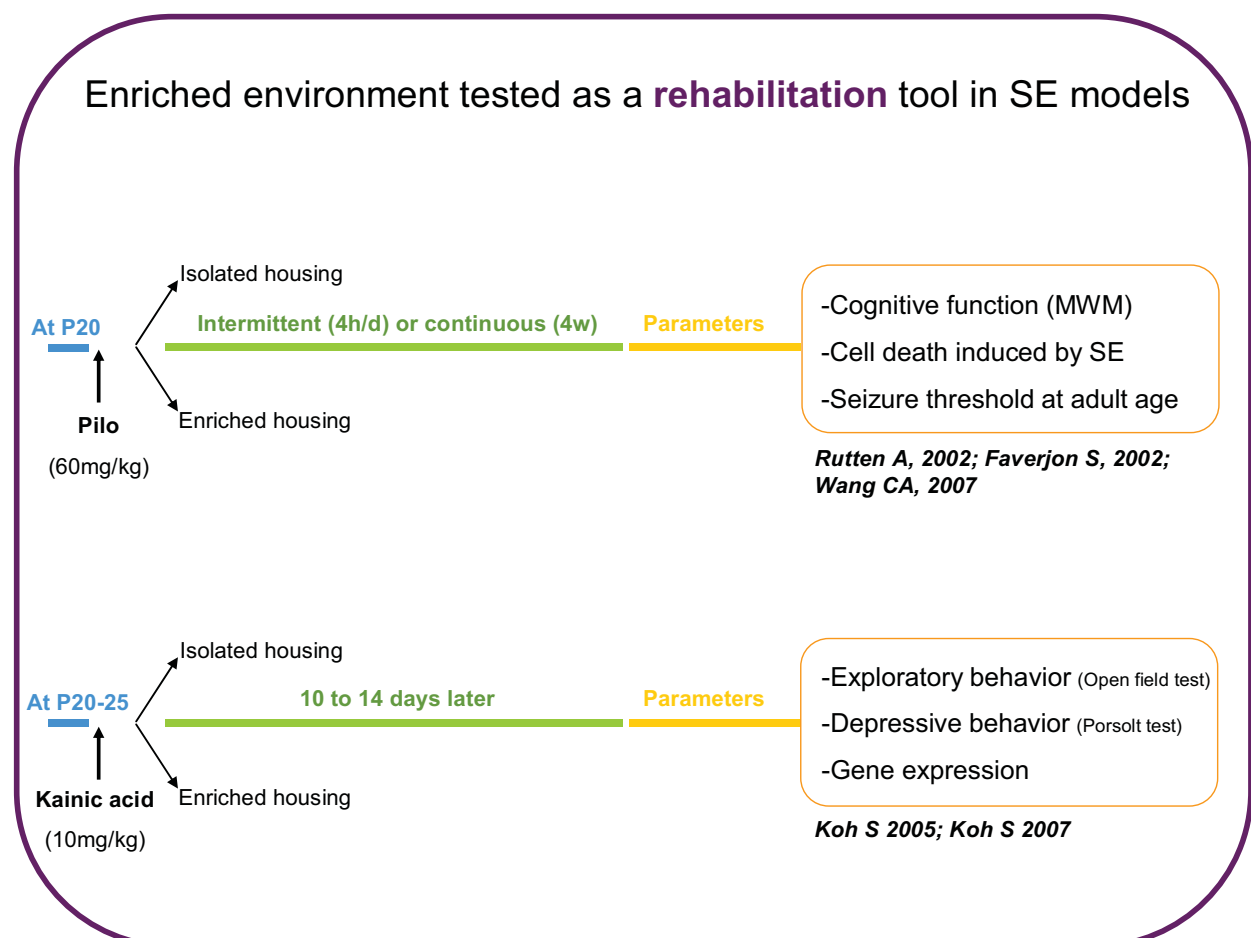 Enriched environment tested as a rehabilitation tool in SE models
Isolated housing
At P20
Intermittent (4h/d) or continuous (4w)
Parameters
Enriched housing
Pilo
(60mg/kg)
-Cognitive function (MWM)
-Cell death induced by SE
-Seizure threshold at adult age
Rutten A, 2002; Faverjon S, 2002;
Wang CA, 2007
Isolated housing
At P20-25
10 to 14 days later
Parameters
Enriched housing
Kainic acid
(10mg/kg)
-Exploratory behavior (Open field test)
-Depressive behavior (Porsolt test)
-Gene expression
Koh S 2005; Koh S 2007